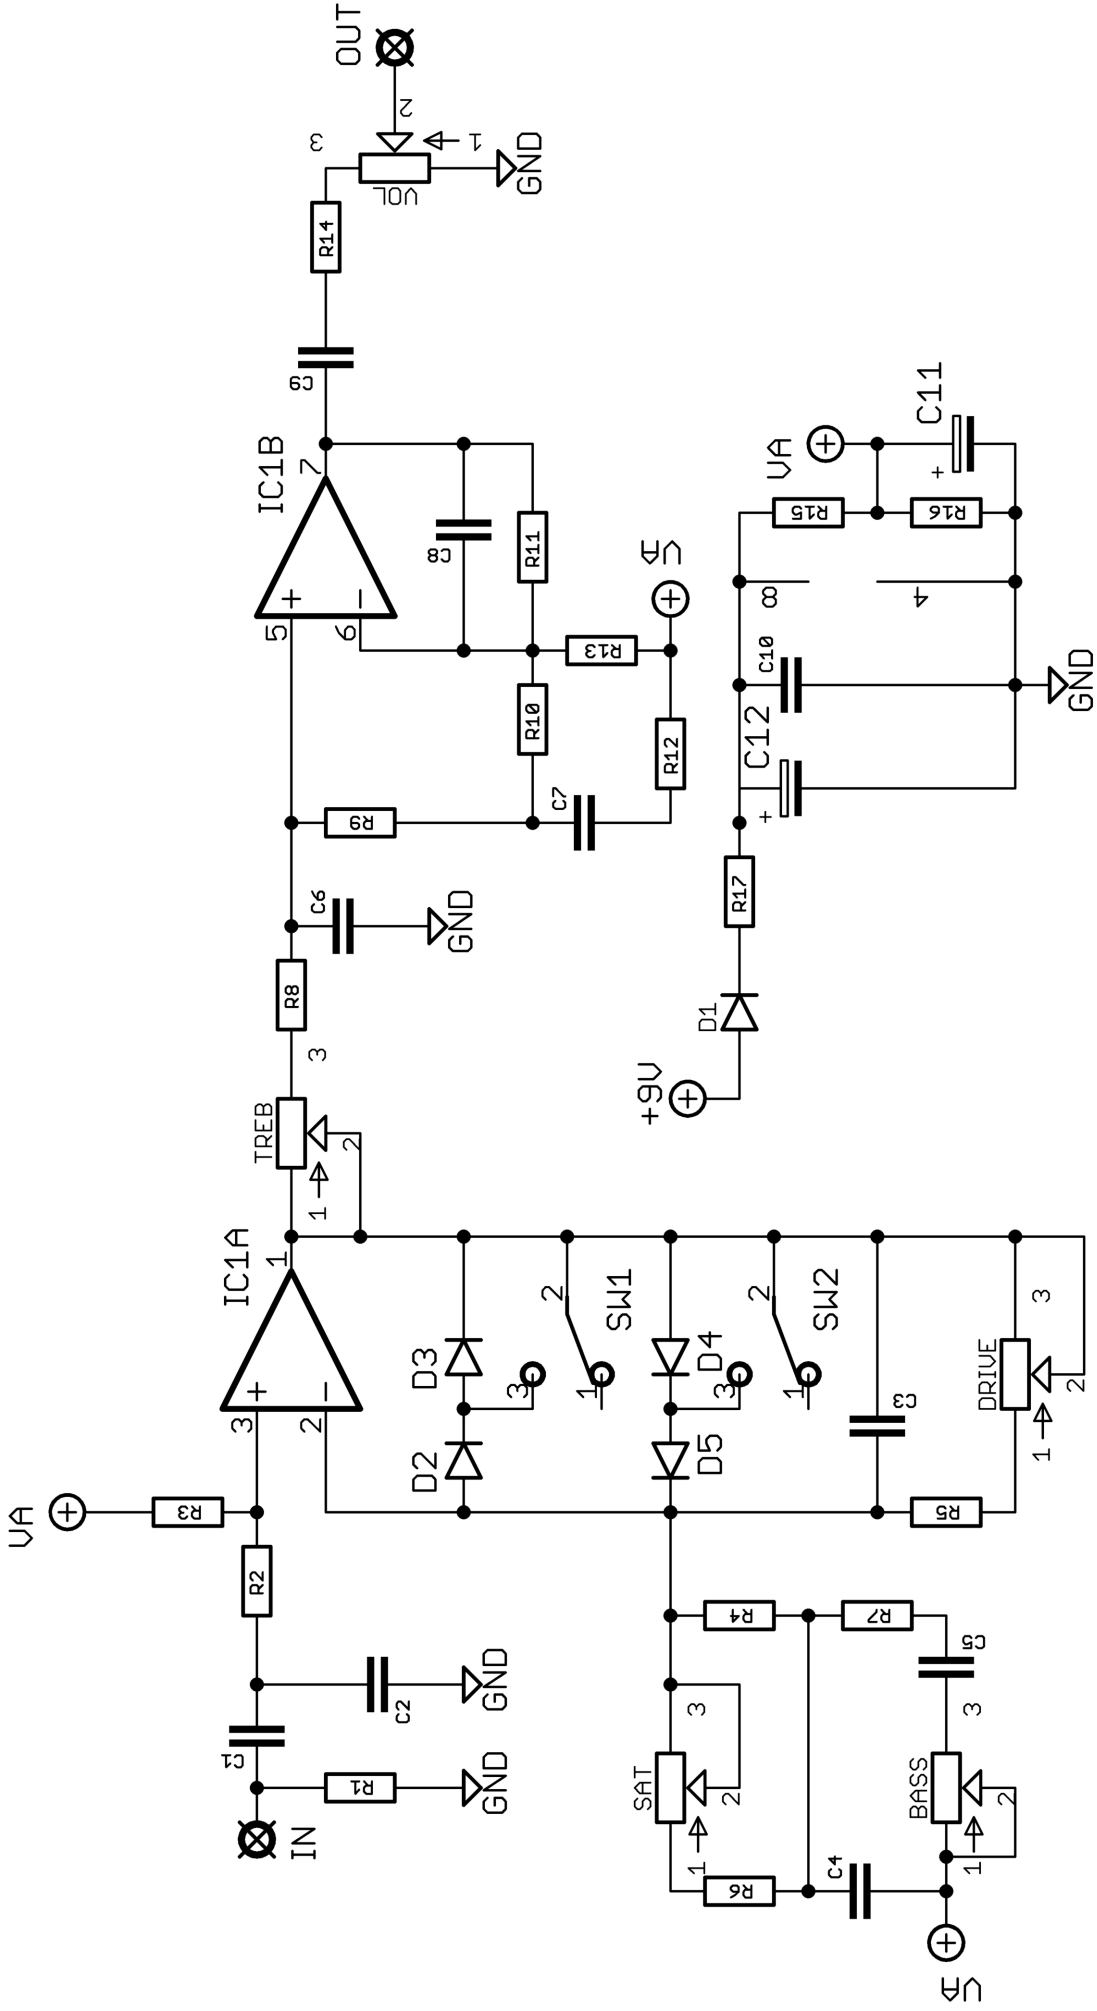 OUT
2
3
1
VOL
GND
R14
C9
IC1B
7
+
-
5
6
C8
R11
VA
+
R13
R10
R12
C7
R9
C6
GND
R8
3
TREB
2
1
VA
+
C11
+
R15
R16
8
4
C10
C12
+
GND
R17
D1
+9V
+
IC1A
1
+
-
3
2
D3
D2
2
SW1
3
1
D4
D5
2
SW2
3
1
C3
3
DRIVE
2
1
R5
VA
+
R3
R2
C2
GND
C1
R1
GND
IN
R4
R7
C5
3
SAT
2
1
3
BASS
2
1
R6
C4
+
VA